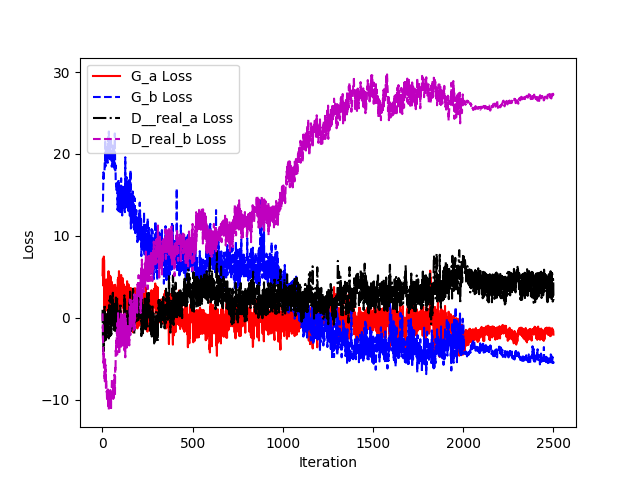 G_a Loss
G_b Loss
D__real_a Loss
D_real_b Loss
30
20
10
0
−10
Loss
0 500 1000 1500 2000 2500
Iteration